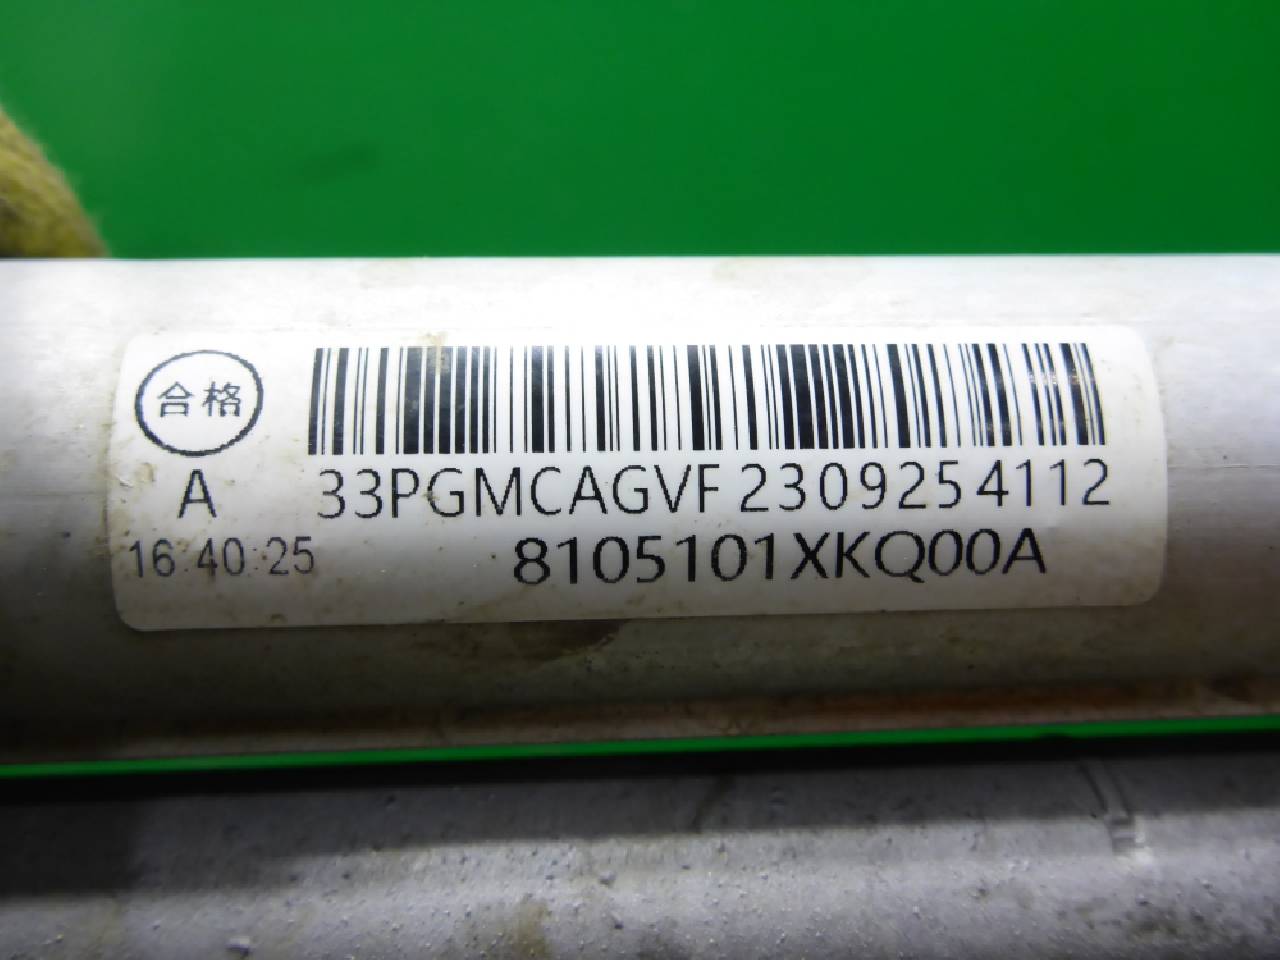 合格
A
33PGMCAGVF2309254112
16:40:25
8105101XKQ00A